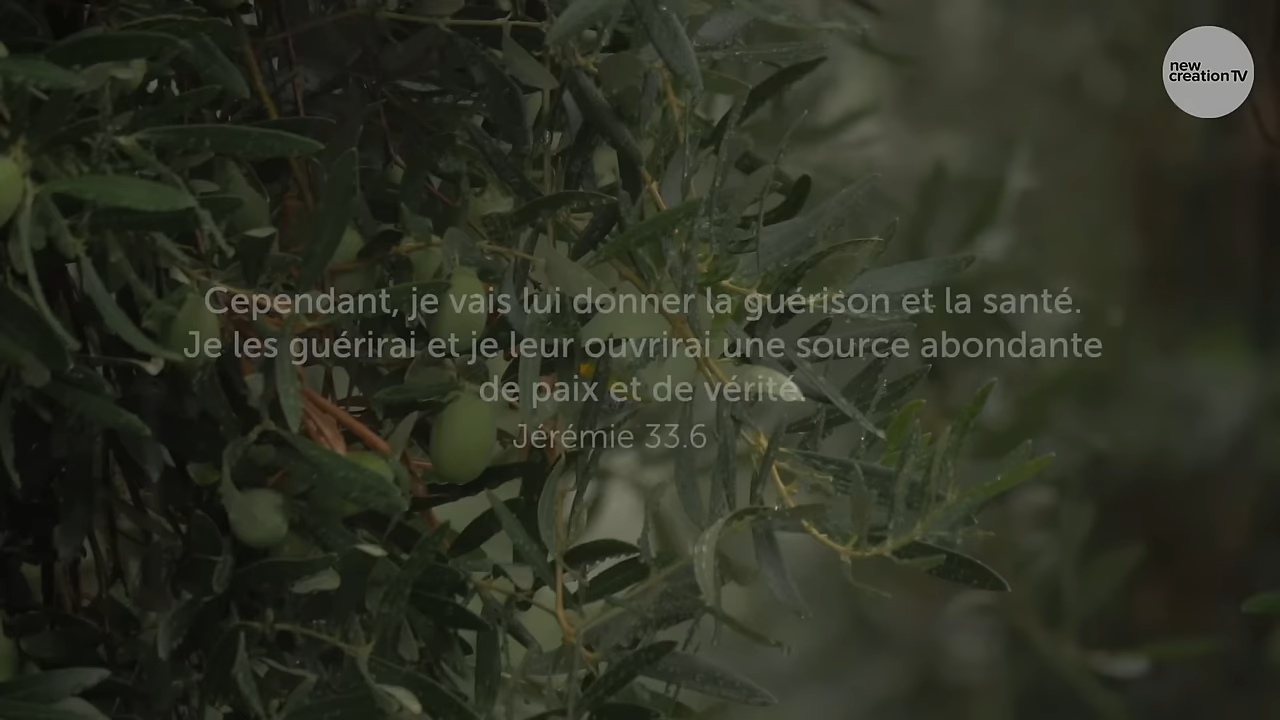 new
creation TV
Cependant, je vais lui donner la guérison et la santé.
Je les guérirai et je leur ouvrirai une source abondante
de paix et de vérité.
Jérémie 33.6